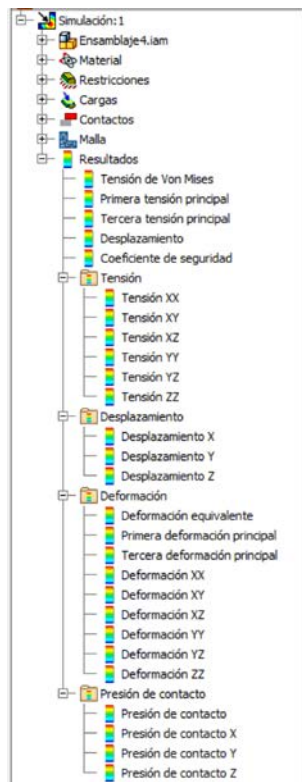 Simulación:1
Ensamblaje4.iam
Material
Restricciones
Cargas
Contactos
Malla
Resultados
Tensión de Von Mises
Primera tensión principal
Tercera tensión principal
Desplazamiento
Coeficiente de seguridad
Tensión
Tensión XX
Tensión XY
Tensión XZ
Tensión YY
Tensión YZ
Tensión ZZ
Desplazamiento
Desplazamiento X
Desplazamiento Y
Desplazamiento Z
Deformación
Deformación equivalente
Primera deformación principal
Tercera deformación principal
Deformación XX
Deformación XY
Deformación XZ
Deformación YY
Deformación YZ
Deformación ZZ
Presión de contacto
Presión de contacto
Presión de contacto X
Presión de contacto Y
Presión de contacto Z